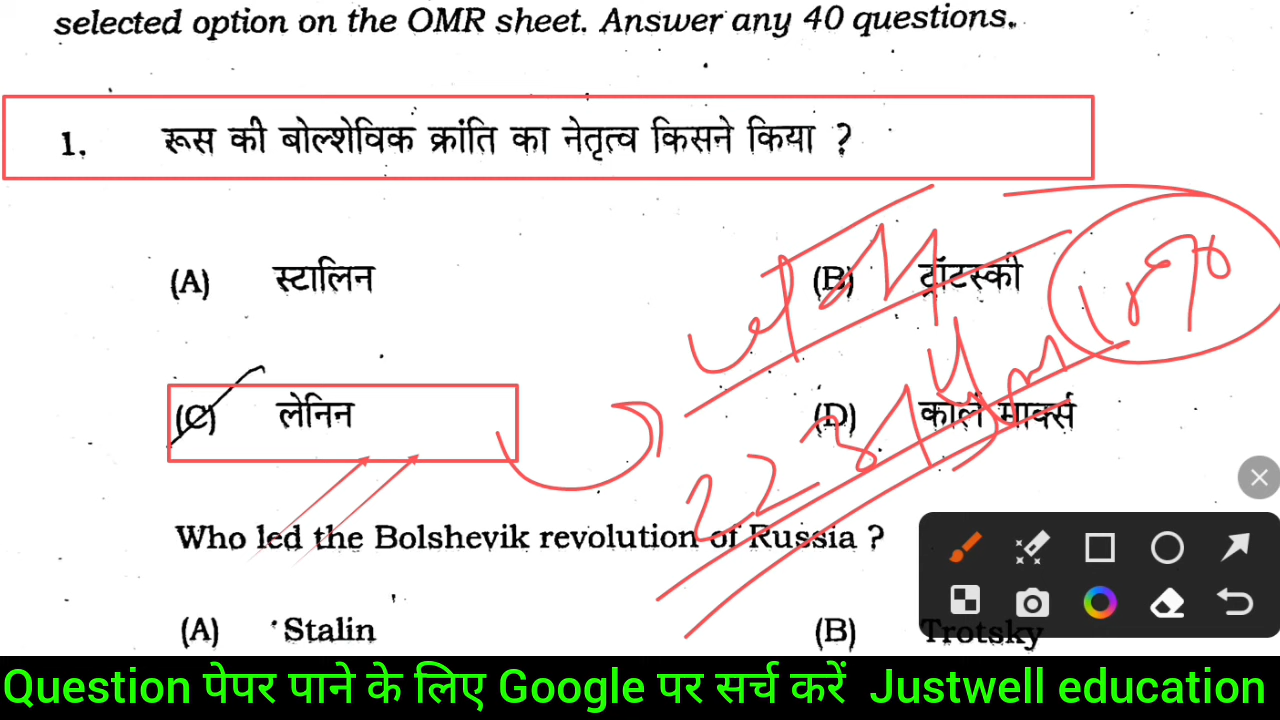 selected option on the OMR sheet. Answer any 40 questions.
1. रूस की बोल्शेविक क्रांति का नेतृत्व किसने किया ?
(A) स्टालिन (B) ट्रॉटस्की
(C) लेनिन (D) कार्ल मार्क्स
Who led the Bolshevik revolution of Russia ?
(A) Stalin (B) Trotsky
Question पेपर पाने के लिए Google पर सर्च करें Justwell education